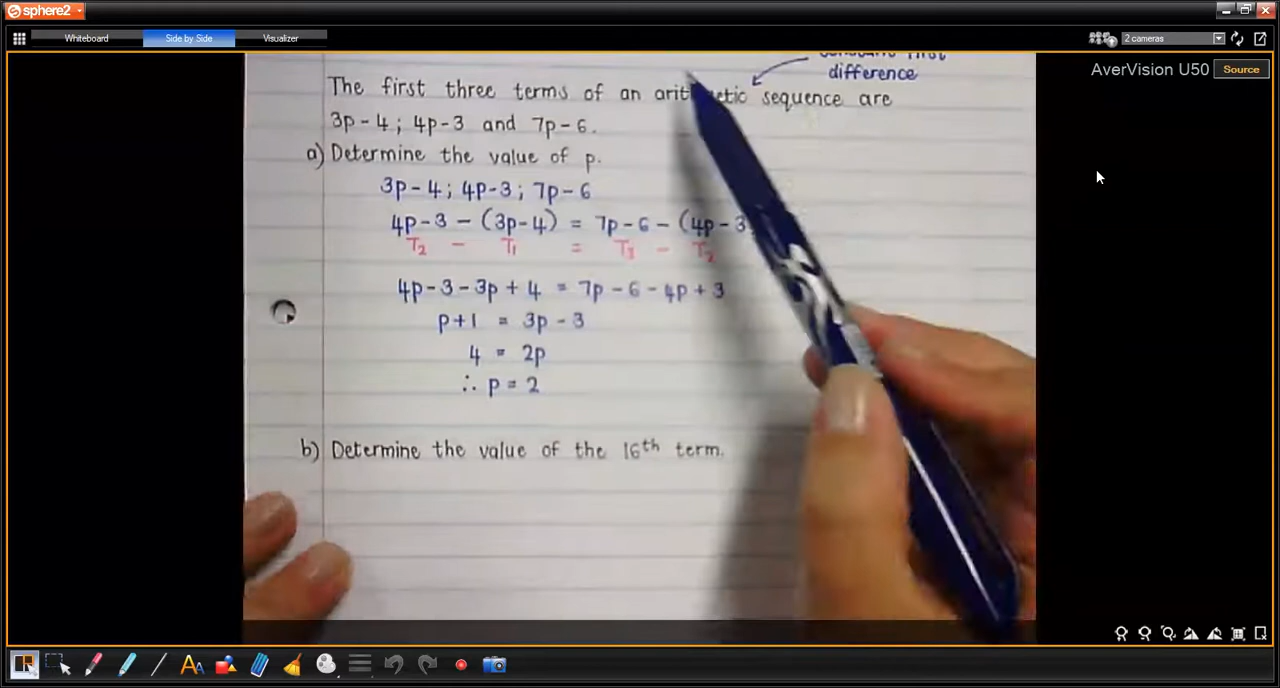 sphere2
Whiteboard
Side by Side
Visualizer
2 cameras
AverVision U50
Source
difference
The first three terms of an arithmetic sequence are
3p-4; 4p-3 and 7p-6.
a) Determine the value of p.
3p-4; 4p-3; 7p-6
4p-3-(3p-4) = 7p-6-(4p-3
T2 - T1 = T3 - T2
4p-3-3p+4 = 7p-6-4p+3
p+1 = 3p-3
4 = 2p
∴ p = 2
b) Determine the value of the 16th term.